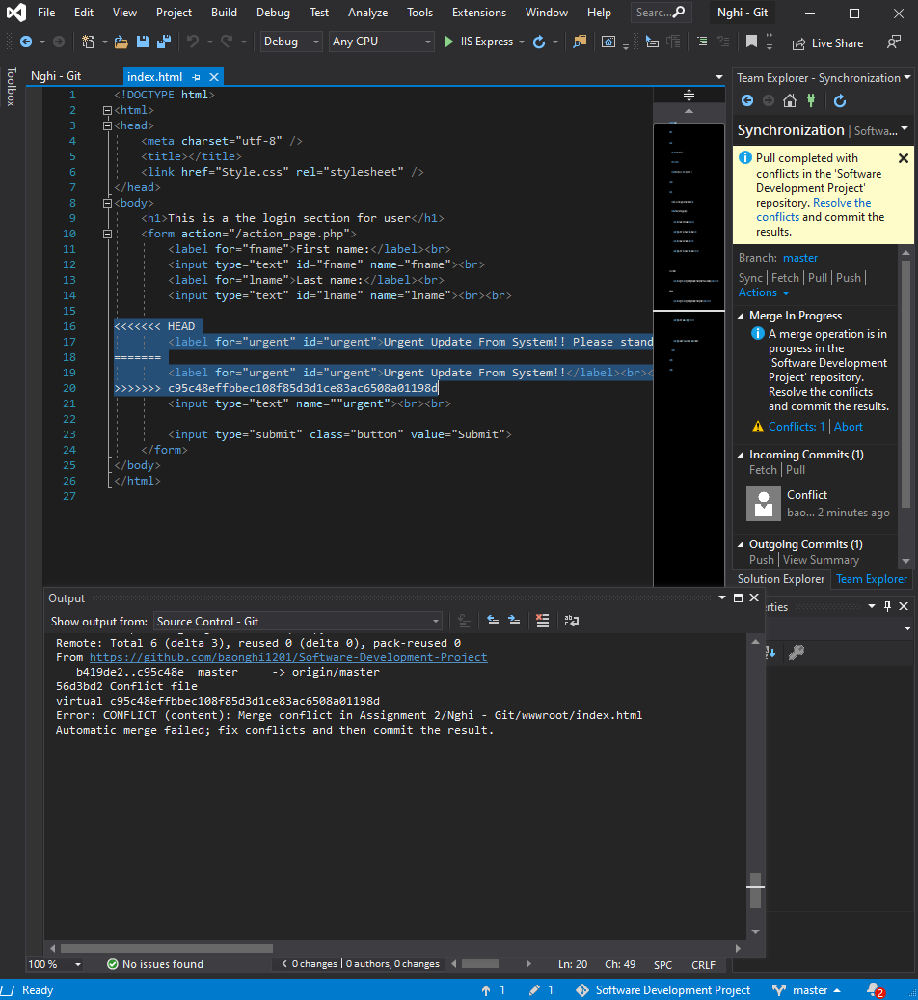 File Edit View Project Build Debug Test Analyze Tools Extensions Window Help Searc... Nghi - Git
Debug Any CPU IIS Express Live Share
Toolbox
Nghi - Git index.html
1 <!DOCTYPE html>
2 <html>
3 <head>
4 <meta charset="utf-8" />
5 <title></title>
6 <link href="Style.css" rel="stylesheet" />
7 </head>
8 <body>
9 <h1>This is a the login section for user</h1>
10 <form action="/action_page.php">
11 <label for="fname">First name:</label><br>
12 <input type="text" id="fname" name="fname"><br>
13 <label for="lname">Last name:</label><br>
14 <input type="text" id="lname" name="lname"><br><br>
15
16 <<<<<<< HEAD
17 <label for="urgent" id="urgent">Urgent Update From System!! Please stand
18 =======
19 <label for="urgent" id="urgent">Urgent Update From System!!</label><br><
20 >>>>>>> c95c48effbbec108f85d3d1ce83ac6508a01198d
21 <input type="text" name=""urgent"><br><br>
22
23 <input type="submit" class="button" value="Submit">
24 </form>
25 </body>
26 </html>
27
Team Explorer - Synchronization
Synchronization | Softwa...
Pull completed with
conflicts in the 'Software
Development Project'
repository. Resolve the
conflicts and commit the
results.
Branch: master
Sync | Fetch | Pull | Push |
Actions
Merge In Progress
A merge operation is in
progress in the
'Software Development
Project' repository.
Resolve the conflicts
and commit the results.
Conflicts: 1 | Abort
Incoming Commits (1)
Fetch | Pull
Conflict
bao... 2 minutes ago
Outgoing Commits (1)
Push | View Summary
Solution Explorer Team Explorer
erties
Output
Show output from: Source Control - Git
Remote: Total 6 (delta 3), reused 0 (delta 0), pack-reused 0
From https://github.com/baonghi1201/Software-Development-Project
b419de2..c95c48e master -> origin/master
56d3bd2 Conflict file
virtual c95c48effbbec108f85d3d1ce83ac6508a01198d
Error: CONFLICT (content): Merge conflict in Assignment 2/Nghi - Git/wwwroot/index.html
Automatic merge failed; fix conflicts and then commit the result.
100 % No issues found < 0 changes | 0 authors, 0 changes Ln: 20 Ch: 49 SPC CRLF
Ready 1 1 Software Development Project master 2